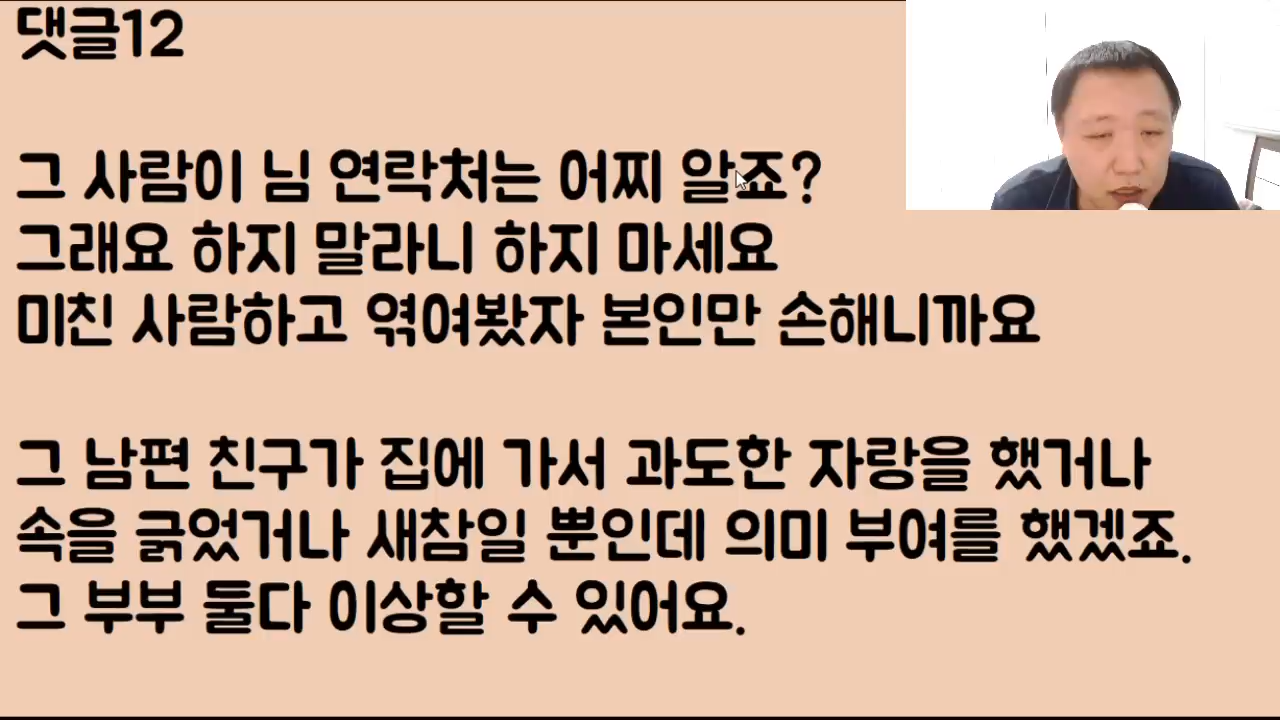 댓글12
그 사람이 님 연락처는 어찌 알죠?
그래요 하지 말라니 하지 마세요
미친 사람하고 엮여봤자 본인만 손해니까요
그 남편 친구가 집에 가서 과도한 자랑을 했거나
속을 긁었거나 새참일 뿐인데 의미 부여를 했겠죠.
그 부부 둘다 이상할 수 있어요.